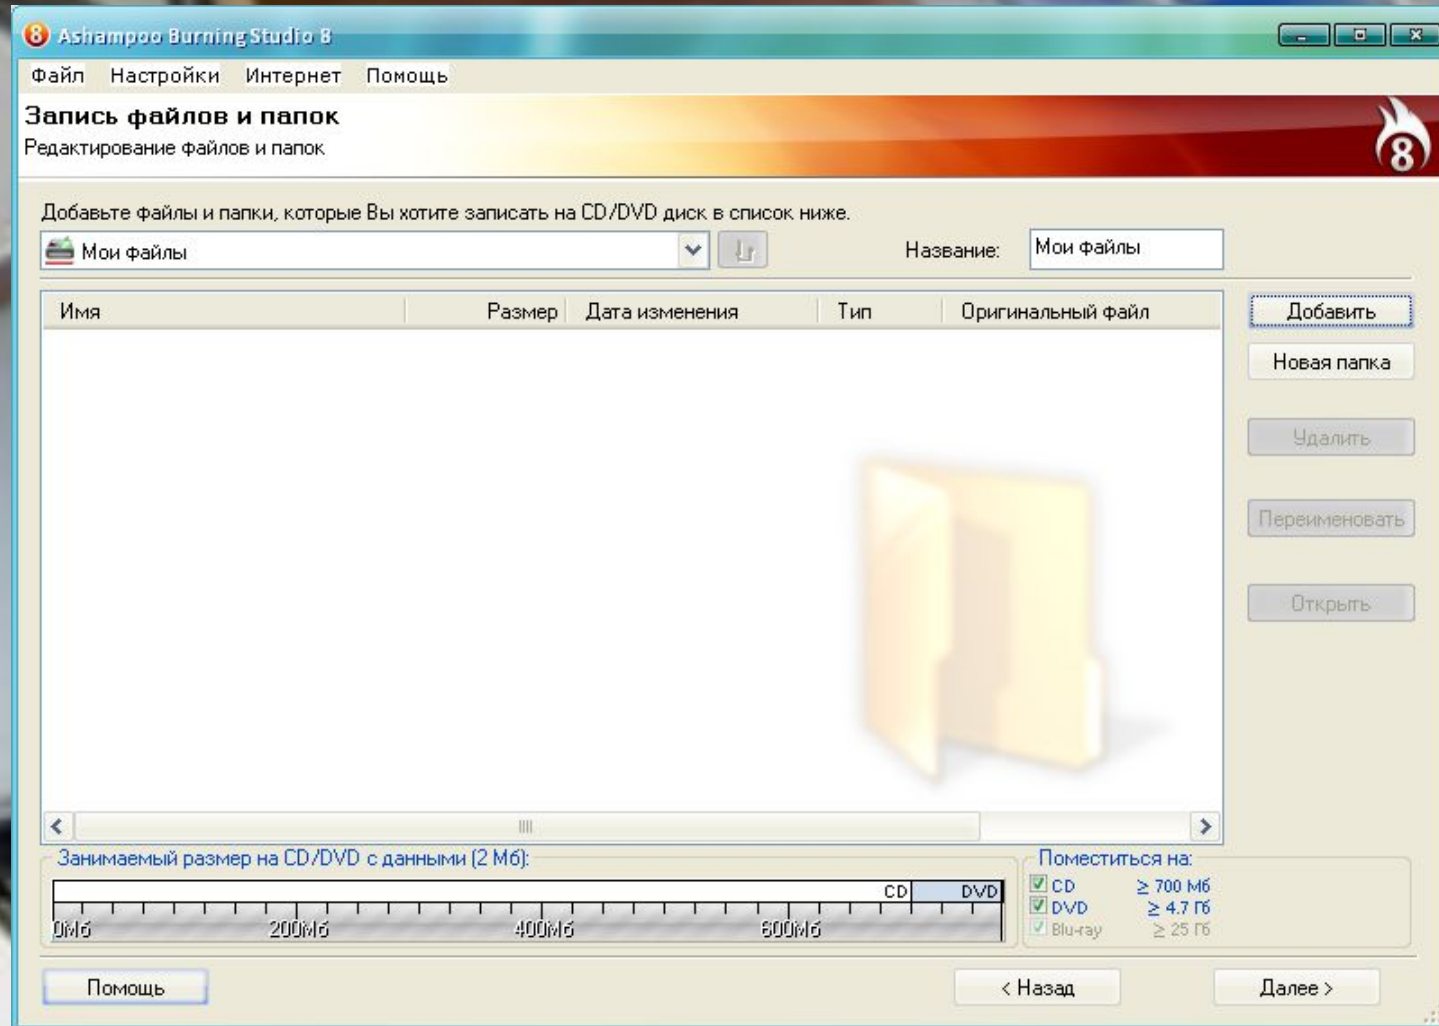 8 Ashampoo Burning Studio 8
Файл Настройки Интернет Помощь
Запись файлов и папок
Редактирование файлов и папок
8
Добавьте файлы и папки, которые Вы хотите записать на CD/DVD диск в список ниже.
Мои файлы Название: Мои файлы
Имя Размер Дата изменения Тип Оригинальный файл
Добавить
Новая папка
Удалить
Переименовать
Открыть
Занимаемый размер на CD/DVD с данными (2 Мб):
CD DVD
0Мб 200Мб 400Мб 600Мб
Поместиться на:
CD ≥ 700 Мб
DVD ≥ 4.7 Гб
Blu-ray ≥ 25 Гб
Помощь < Назад Далее >